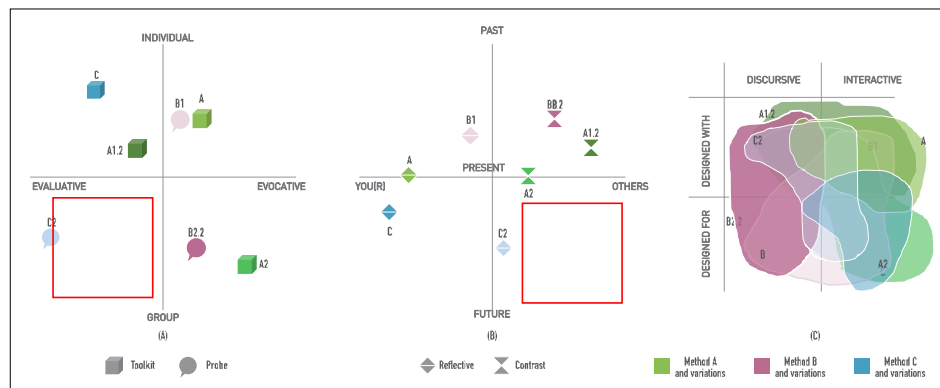 INDIVIDUAL
C
B1
A
A1.2
EVALUATIVE
EVOCATIVE
C2
B2.2
A2
GROUP
(A)
Toolkit
Probe
PAST
B1
A1.2
A
PRESENT
YOU(R)
OTHERS
A2
C
C2
FUTURE
(B)
Reflective
Contrast
DISCURSIVE
INTERACTIVE
DESIGNED WITH
DESIGNED FOR
A1.2
C2
B1
A
B
A2
(C)
Method A
and variations
Method B
and variations
Method C
and variations